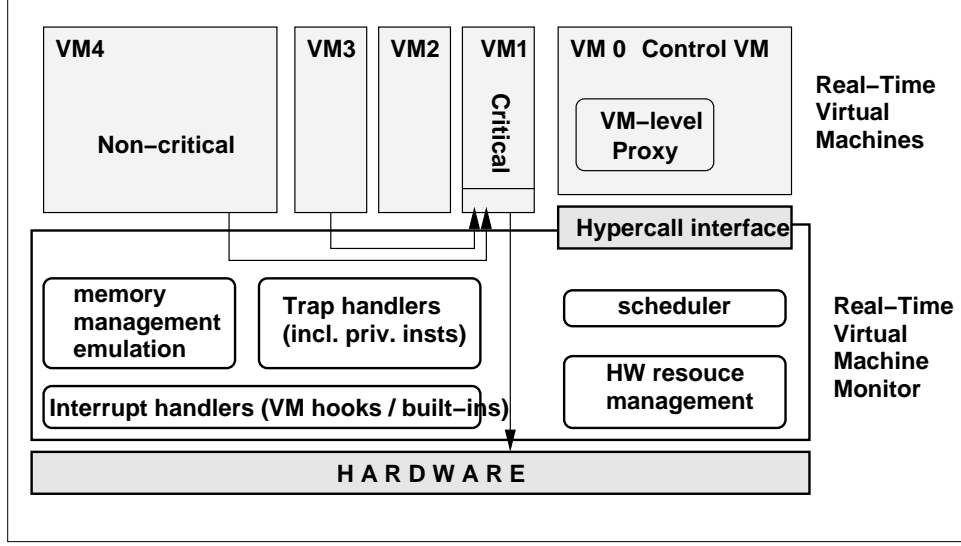 VM4
VM3
VM2
VM1
VM 0 Control VM
Non−critical
Critical
VM−level
Proxy
Real−Time
Virtual
Machines
Hypercall interface
memory
management
emulation
Trap handlers
(incl. priv. insts)
scheduler
HW resouce
management
Interrupt handlers (VM hooks / built−ins)
Real−Time
Virtual
Machine
Monitor
H A R D W A R E